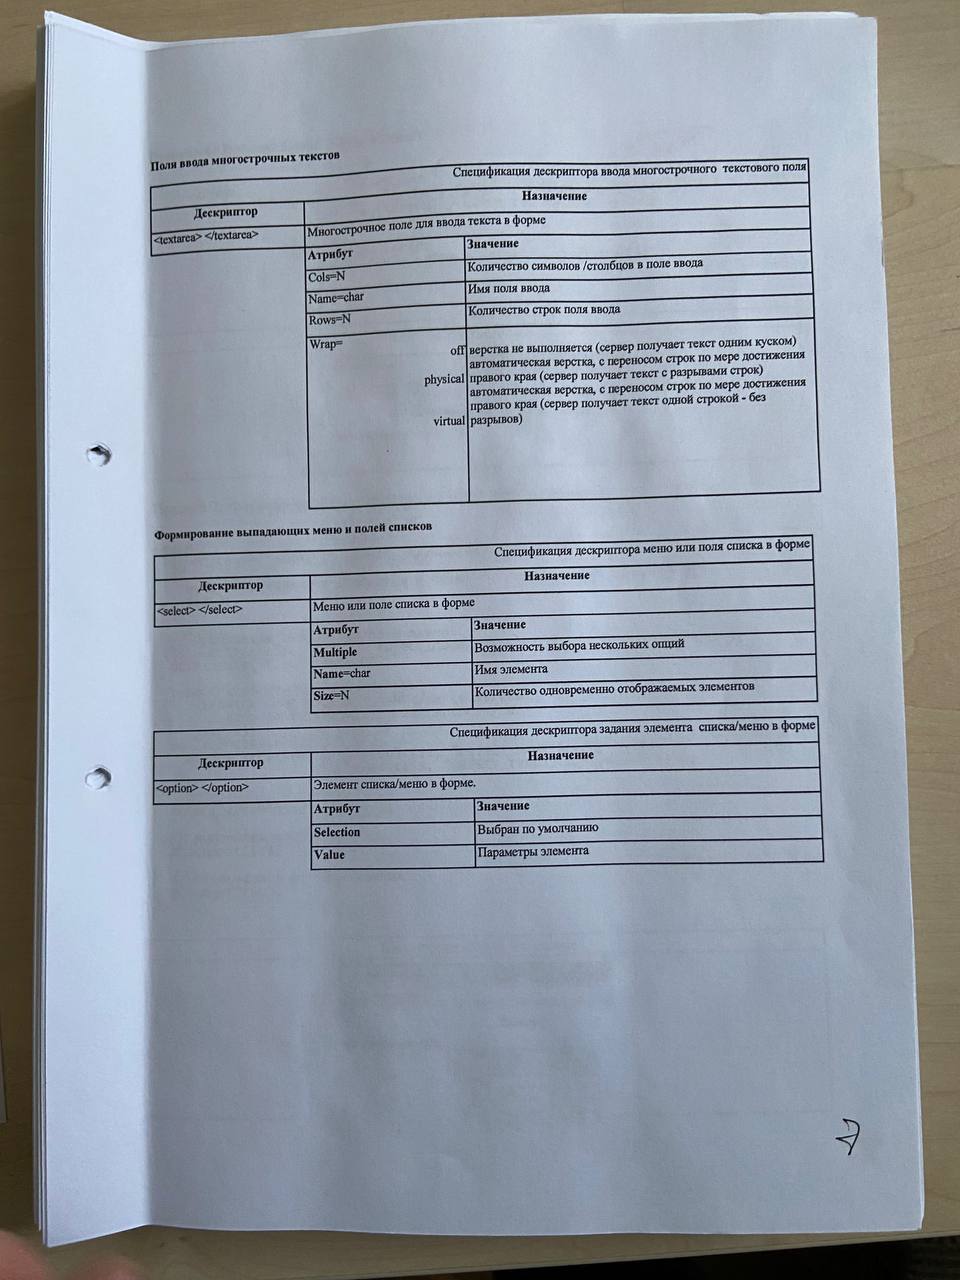 Поля ввода многострочных текстов
Спецификация дескриптора ввода многострочного текстового поля
Дескриптор
Назначение
<textarea> </textarea>
Многострочное поле для ввода текста в форме
Атрибут
Значение
Cols=N
Количество символов /столбцов в поле ввода
Name=char
Имя поля ввода
Rows=N
Количество строк поля ввода
Wrap=
off верстка не выполняется (сервер получает текст одним куском)
автоматическая верстка, с переносом строк по мере достижения
physical правого края (сервер получает текст с разрывами строк)
автоматическая верстка, с переносом строк по мере достижения
правого края (сервер получает текст одной строкой - без
virtual разрывов)
Формирование выпадающих меню и полей списков
Спецификация дескриптора меню или поля списка в форме
Дескриптор
Назначение
<select> </select>
Меню или поле списка в форме
Атрибут
Значение
Multiple
Возможность выбора нескольких опций
Name=char
Имя элемента
Size=N
Количество одновременно отображаемых элементов
Спецификация дескриптора задания элемента списка/меню в форме
Дескриптор
Назначение
<option> </option>
Элемент списка/меню в форме.
Атрибут
Значение
Selection
Выбран по умолчанию
Value
Параметры элемента